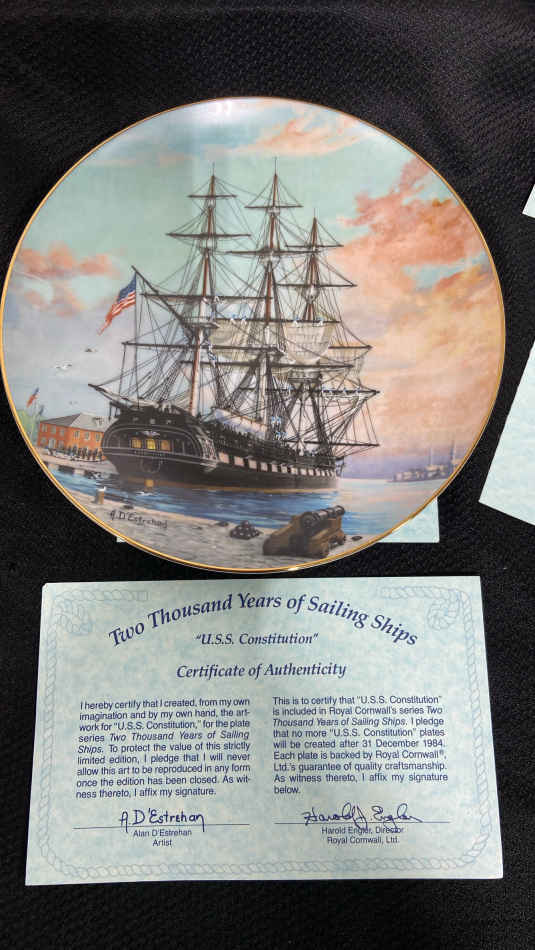 A.D'Estrehan
Two Thousand Years of Sailing Ships
"U.S.S. Constitution"
Certificate of Authenticity
I hereby certify that I created, from my own
imagination and by my own hand, the art-
work for "U.S.S. Constitution," for the plate
series Two Thousand Years of Sailing
Ships. To protect the value of this strictly
limited edition, I pledge that I will never
allow this art to be reproduced in any form
once the edition has been closed. As wit-
ness thereto, I affix my signature.
A.D'Estrehan
Alan D'Estrehan
Artist
This is to certify that "U.S.S. Constitution"
is included in Royal Cornwall's series Two
Thousand Years of Sailing Ships. I pledge
that no more "U.S.S. Constitution" plates
will be created after 31 December 1984.
Each plate is backed by Royal Cornwall®,
Ltd.'s guarantee of quality craftsmanship.
As witness thereto, I affix my signature
below.
Harold J. Engler
Harold Engler, Director
Royal Cornwall, Ltd.